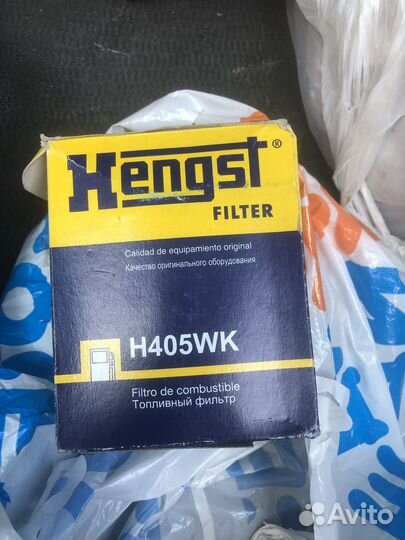 Hengst®
FILTER
Calidad de equipamiento original
Качество оригинального оборудования
H405WK
Filtro de combustible
Топливный фильтр
Avito